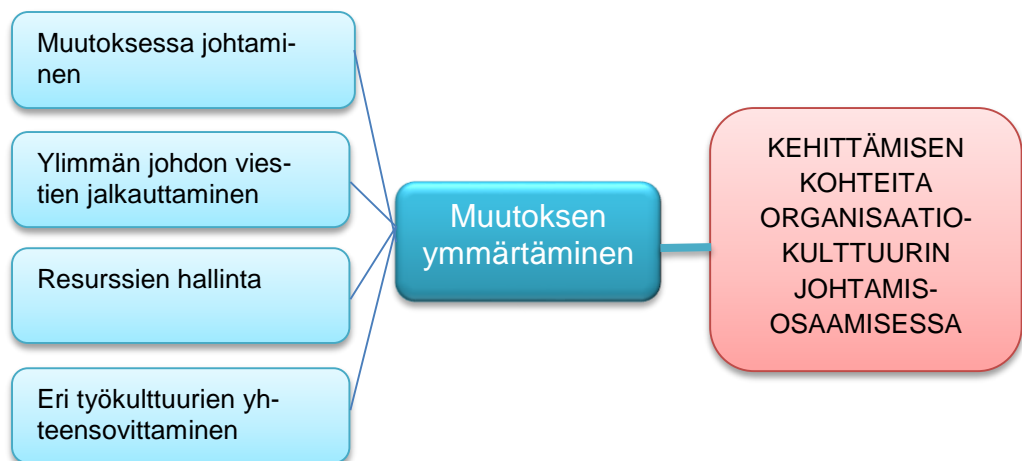 Muutoksessa johtami-
nen
Ylimmän johdon vies-
tien jalkauttaminen
Resurssien hallinta
Eri työkulttuurien yh-
teensovittaminen
Muutoksen
ymmärtäminen
KEHITTÄMISEN
KOHTEITA
ORGANISAATIO-
KULTTUURIN
JOHTAMIS-
OSAAMISESSA